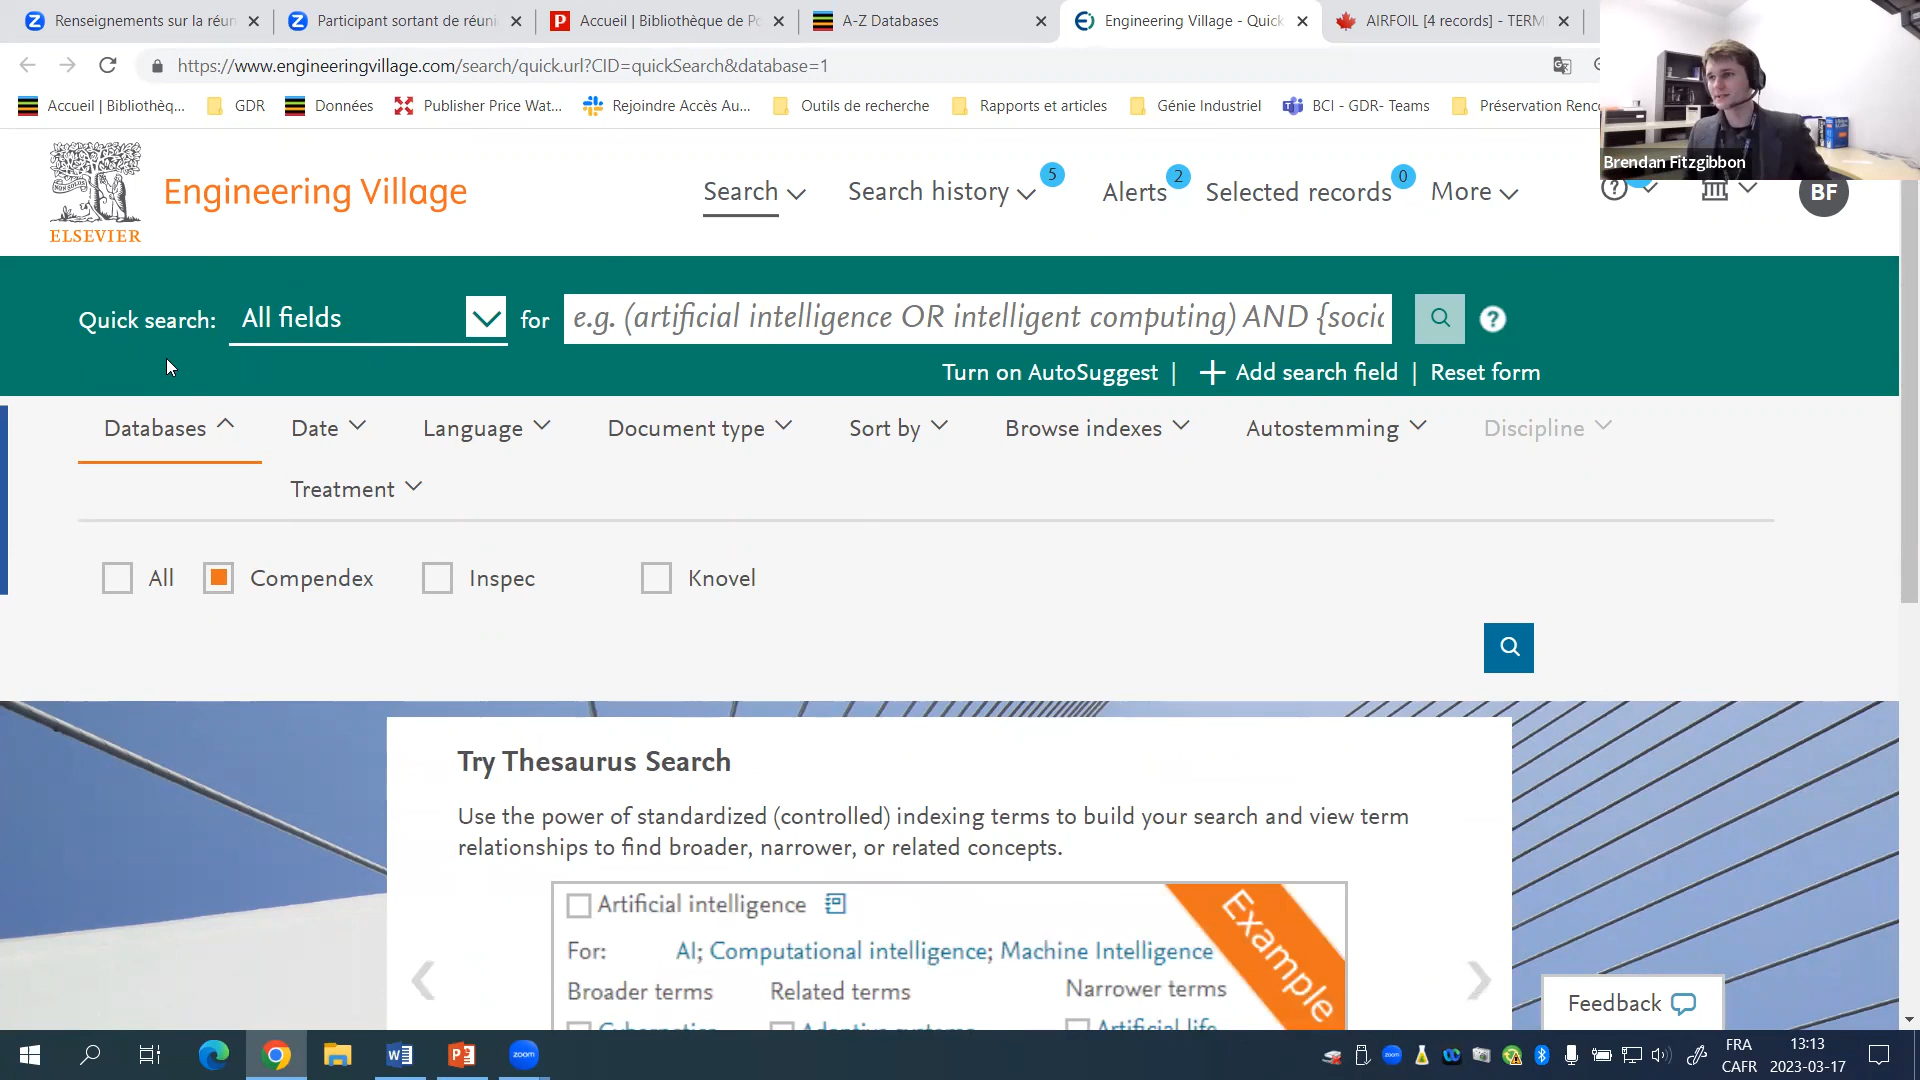 Renseignements sur la réun
Participant sortant de réuni
Accueil | Bibliothèque de Po
A-Z Databases
Engineering Village - Quick
AIRFOIL [4 records] - TERM
https://www.engineeringvillage.com/search/quick.url?CID=quickSearch&database=1
Accueil | Bibliothèq...
GDR
Données
Publisher Price Wat...
Rejoindre Accès Au...
Outils de recherche
Rapports et articles
Génie Industriel
BCI - GDR- Teams
Préservation Renc
Brendan Fitzgibbon
ELSEVIER
Engineering Village
Search
Search history 5
Alerts 2
Selected records 0
More
BF
Quick search: All fields for e.g. (artificial intelligence OR intelligent computing) AND {socia
Turn on AutoSuggest | + Add search field | Reset form
Databases
Date
Language
Document type
Sort by
Browse indexes
Autostemming
Discipline
Treatment
All
Compendex
Inspec
Knovel
Try Thesaurus Search
Use the power of standardized (controlled) indexing terms to build your search and view term
relationships to find broader, narrower, or related concepts.
Artificial intelligence
Example
For: AI; Computational intelligence; Machine Intelligence
Broader terms Related terms Narrower terms
Cybernetics Adaptive systems Artificial life
Feedback
zoom
FRA
CAFR
13:13
2023-03-17